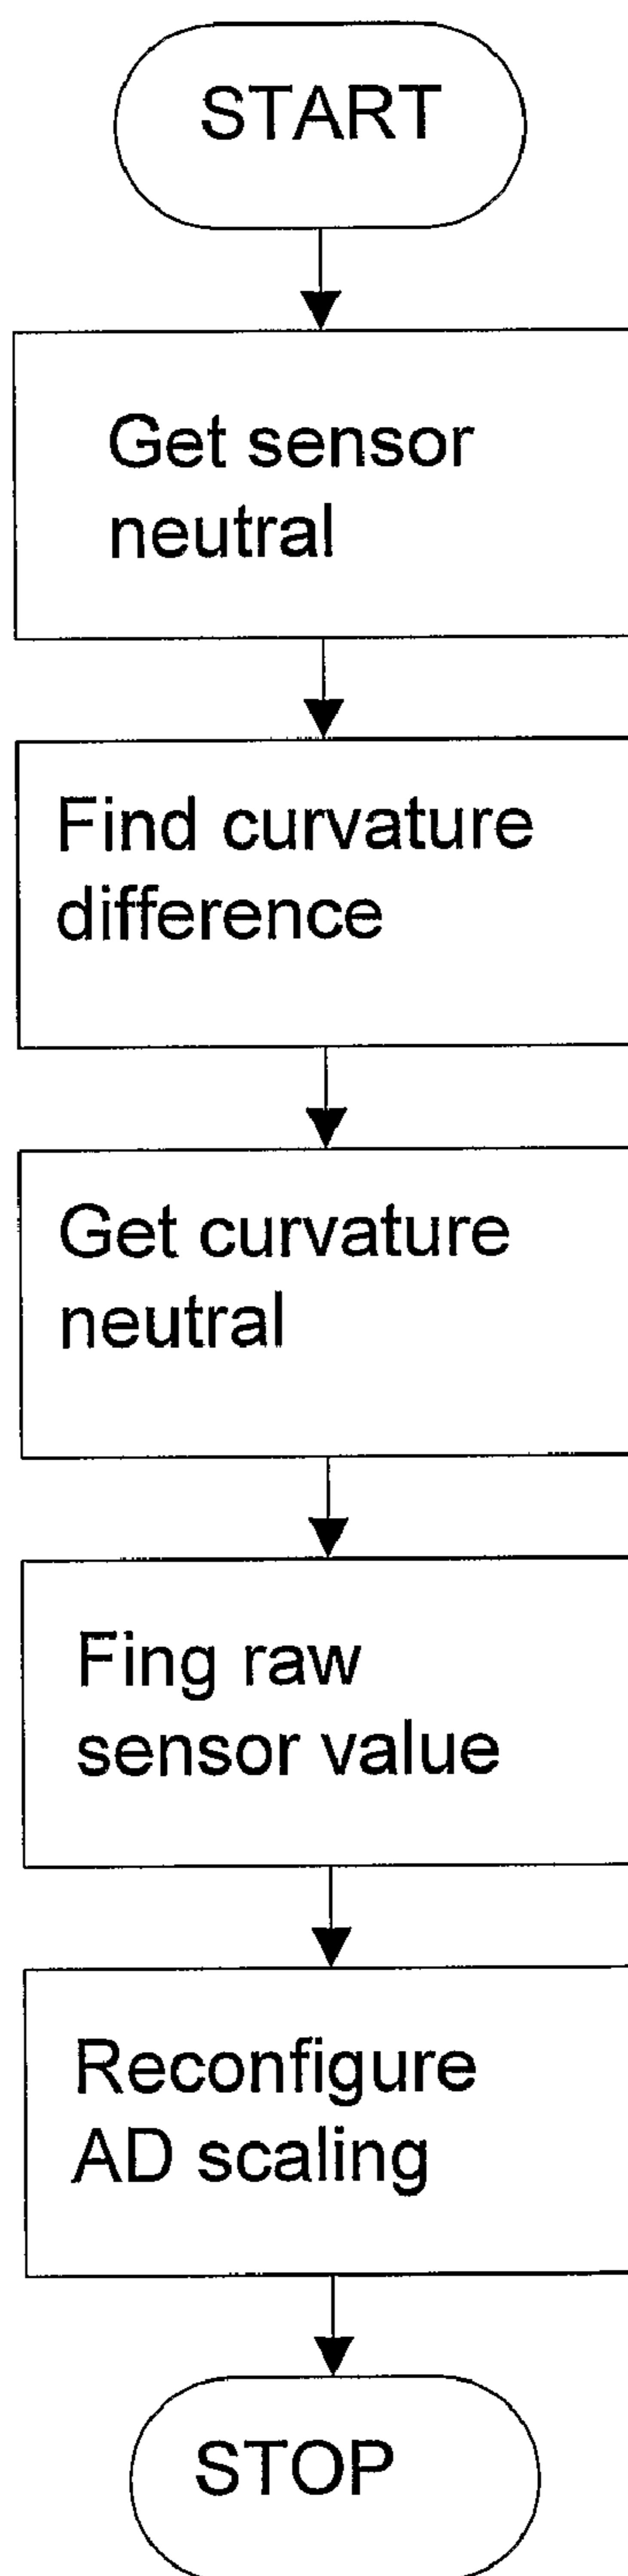 START
Get sensor
neutral
Find curvature
difference
Get curvature
neutral
Fing raw
sensor value
Reconfigure
AD scaling
STOP